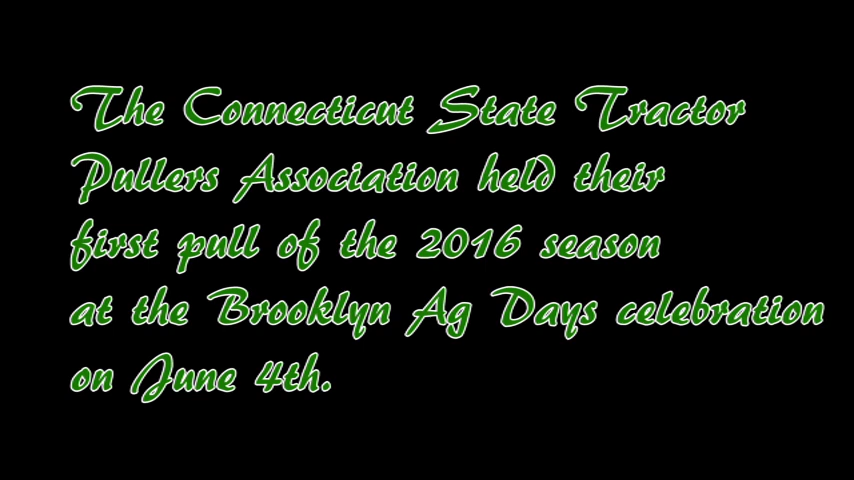 The Connecticut State Tractor
Pullers Association held their
first pull of the 2016 season
at the Brooklyn Ag Days celebration
on June 4th.